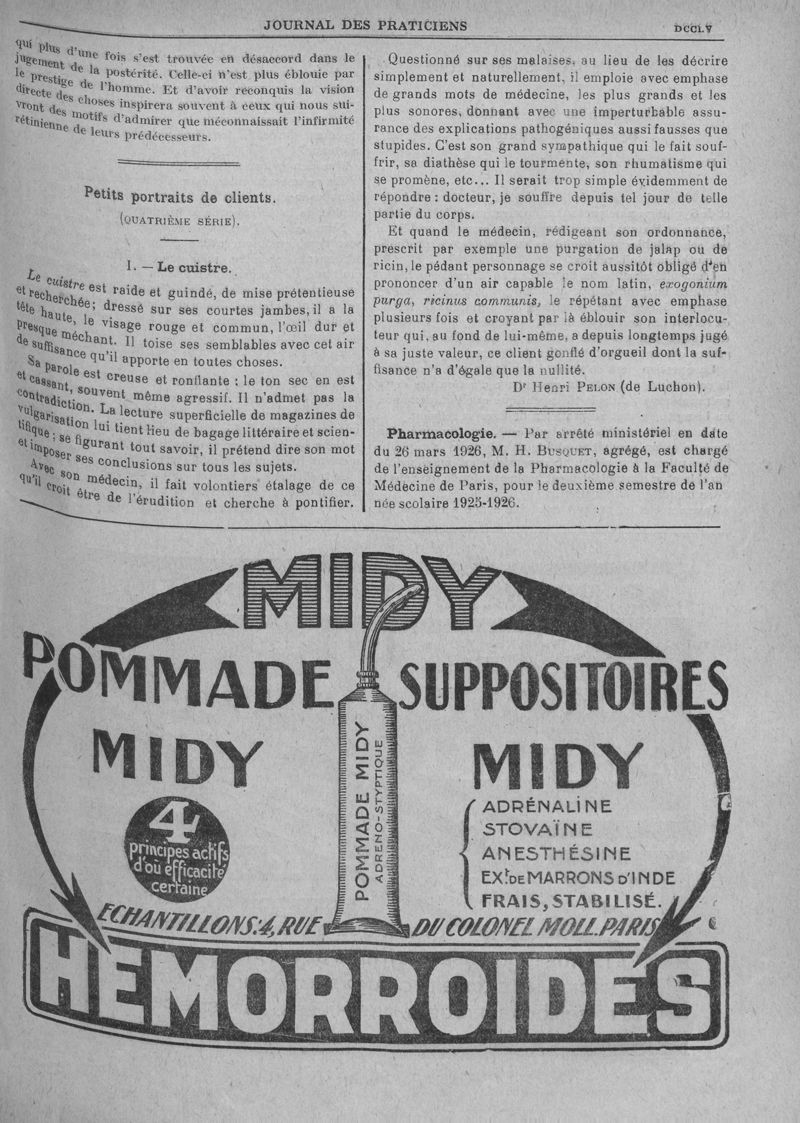 JOURNAL DES PRATICIENS
DCCLV
qui plus d'une fois s'est trouvée en désaccord dans le
jugement de la postérité. Celle-ci n'est plus éblouie par
le prestige de l'homme. Et d'avoir reconquis la vision
directe des choses inspirera souvent à ceux qui nous sui-
vront des motifs d'admirer que méconnaissait l'infirmité
rétinienne de leurs prédécesseurs.
Petits portraits de clients.
(QUATRIÈME SÉRIE).
I. — Le cuistre.
Le cuistre est raide et guindé, de mise prétentieuse
et recherchée; dressé sur ses courtes jambes, il a la
tête haute, le visage rouge et commun, l'œil dur et
presque méchant. Il toise ses semblables avec cet air
de suffisance qu'il apporte en toutes choses.
Sa parole est creuse et ronflante : le ton sec en est
et cassant, souvent même agressif. Il n'admet pas la
contradiction. La lecture superficielle de magazines de
vulgarisation lui tient lieu de bagage littéraire et scien-
tifique ; se figurant tout savoir, il prétend dire son mot
et imposer ses conclusions sur tous les sujets.
Avec son médecin, il fait volontiers étalage de ce
qu'il croit être de l'érudition et cherche à pontifier.
Questionné sur ses malaises, au lieu de les décrire
simplement et naturellement, il emploie avec emphase
de grands mots de médecine, les plus grands et les
plus sonores, donnant avec une imperturbable assu-
rance des explications pathogéniques aussi fausses que
stupides. C'est son grand sympathique qui le fait souf-
frir, sa diathèse qui le tourmente, son rhumatisme qui
se promène, etc... Il serait trop simple évidemment de
répondre : docteur, je souffre depuis tel jour de telle
partie du corps.
Et quand le médecin, rédigeant son ordonnance,
prescrit par exemple une purgation de jalap ou de
ricin, le pédant personnage se croit aussitôt obligé d'en
prononcer d'un air capable le nom latin, exogonium
purga, ricinus communis, le répétant avec emphase
plusieurs fois et croyant par là éblouir son interlocu-
teur qui, au fond de lui-même, a depuis longtemps jugé
à sa juste valeur, ce client gonflé d'orgueil dont la suf-
fisance n'a d'égale que la nullité.
Dr Henri PELON (de Luchon).
Pharmacologie. — Par arrêté ministériel en date
du 26 mars 1926, M. H. BUSQUET, agrégé, est chargé
de l'enseignement de la Pharmacologie à la Faculté de
Médecine de Paris, pour le deuxième semestre de l'an
née scolaire 1925-1926.
MIDY
POMMADE
MIDY
4
principes actifs
d'où efficacité
certaine
POMMADE MIDY
ADRENO-STYPTIQUE
SUPPOSITOIRES
MIDY
ADRÉNALINE
STOVAÏNE
ANESTHÉSINE
EXt. DE MARRONS D'INDE
FRAIS, STABILISÉ.
ECHANTILLONS: 4, RUE DU COLONEL MOLL. PARIS
HÉMORROIDES